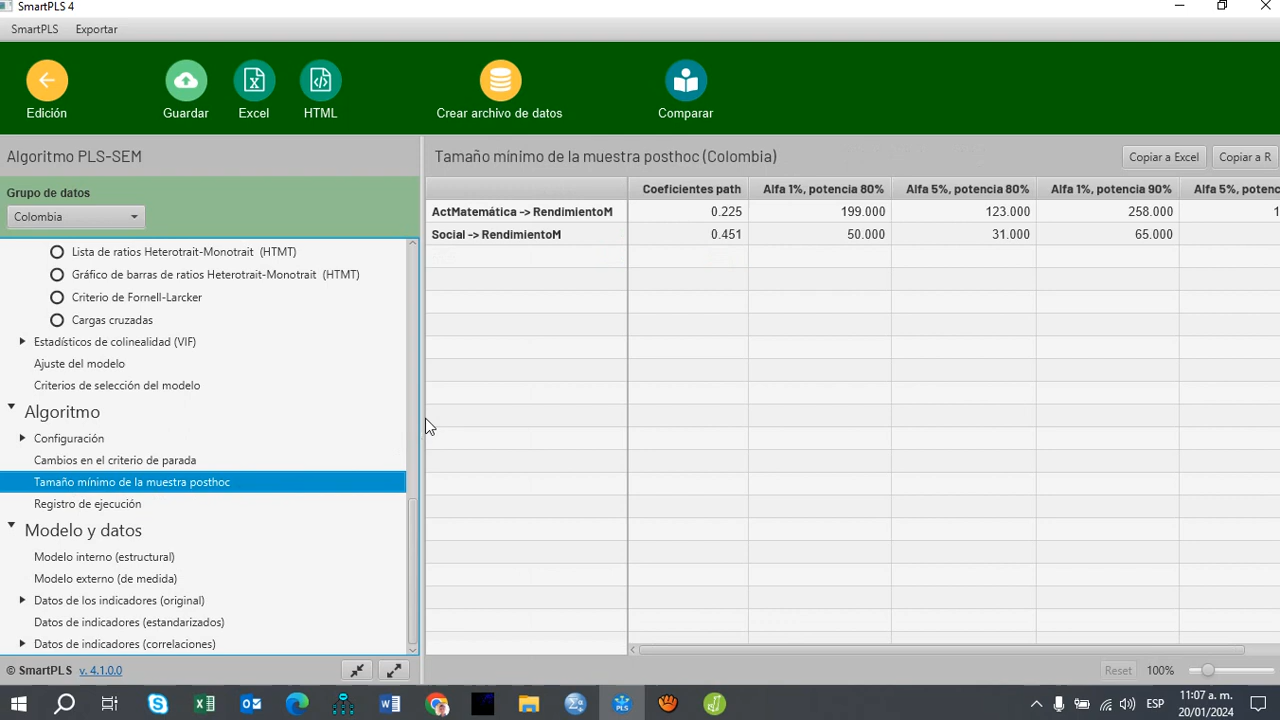 SmartPLS 4
SmartPLS Exportar
Edición Guardar Excel HTML Crear archivo de datos Comparar
Algoritmo PLS-SEM
Grupo de datos
Colombia
Lista de ratios Heterotrait-Monotrait (HTMT)
Gráfico de barras de ratios Heterotrait-Monotrait (HTMT)
Criterio de Fornell-Larcker
Cargas cruzadas
Estadísticos de colinealidad (VIF)
Ajuste del modelo
Criterios de selección del modelo
Algoritmo
Configuración
Cambios en el criterio de parada
Tamaño mínimo de la muestra posthoc
Registro de ejecución
Modelo y datos
Modelo interno (estructural)
Modelo externo (de medida)
Datos de los indicadores (original)
Datos de indicadores (estandarizados)
Datos de indicadores (correlaciones)
© SmartPLS v. 4.1.0.0
Tamaño mínimo de la muestra posthoc (Colombia) Copiar a Excel Copiar a R
Coeficientes path Alfa 1%, potencia 80% Alfa 5%, potencia 80% Alfa 1%, potencia 90% Alfa 5%, potenc
ActMatemática -> RendimientoM 0.225 199.000 123.000 258.000 1
Social -> RendimientoM 0.451 50.000 31.000 65.000
Reset 100%
ESP
11:07 a. m.
20/01/2024